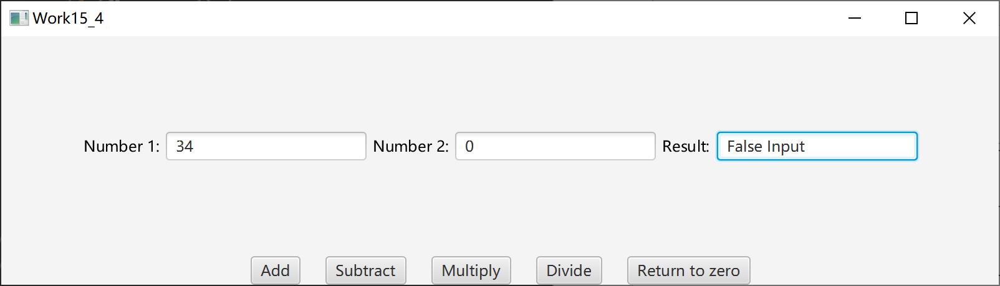 Work15_4
Number 1: 34 Number 2: 0 Result: False Input
Add Subtract Multiply Divide Return to zero